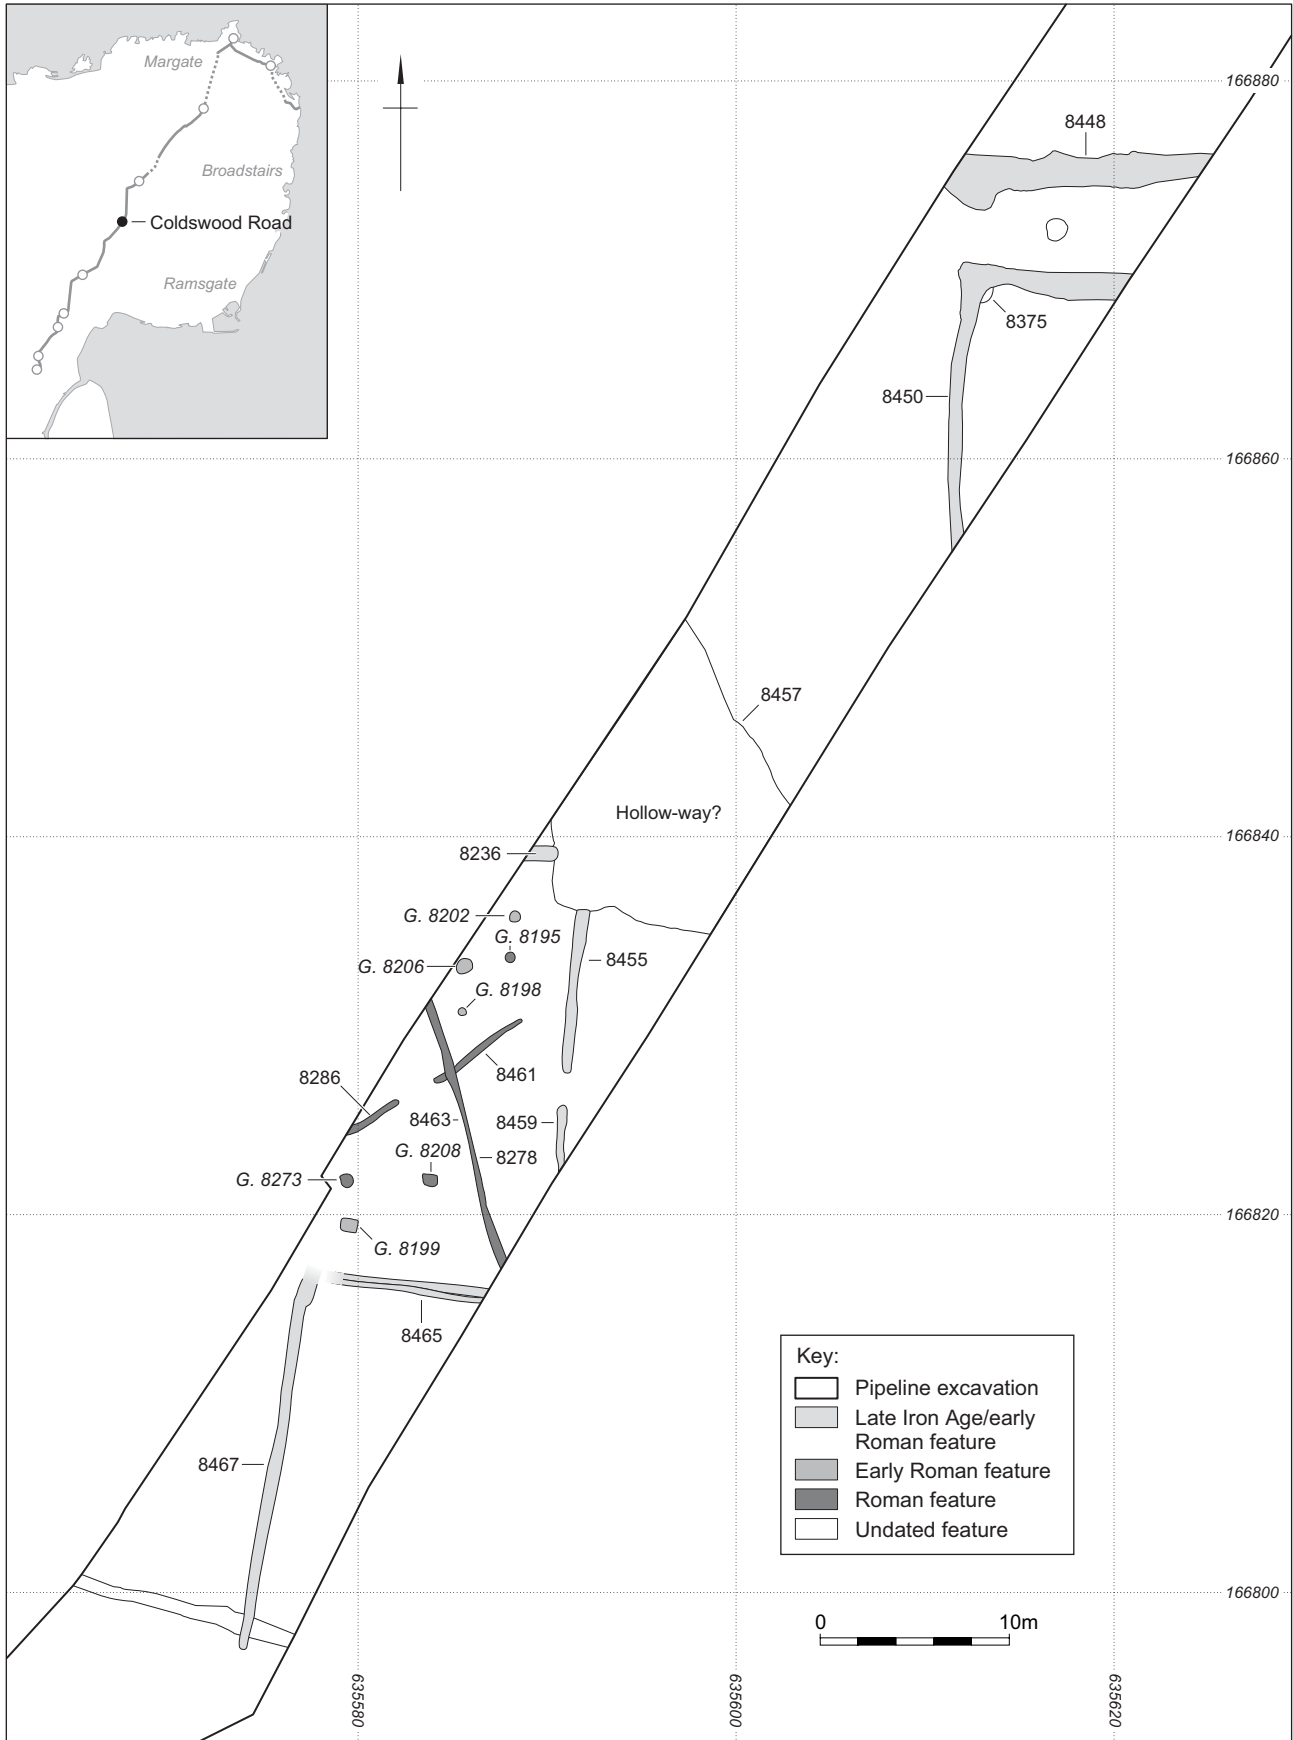 Margate
Broadstairs
Coldswood Road
Ramsgate
166880
8448
8375
8450
166860
8457
Hollow-way?
166840
8236
G. 8202
G. 8195
G. 8206
8455
G. 8198
8461
8286
8463
8459
G. 8208
8278
G. 8273
166820
G. 8199
8465
Key:
Pipeline excavation
Late Iron Age/early
Roman feature
Early Roman feature
Roman feature
Undated feature
8467
166800
0 10m
635580
635600
635620